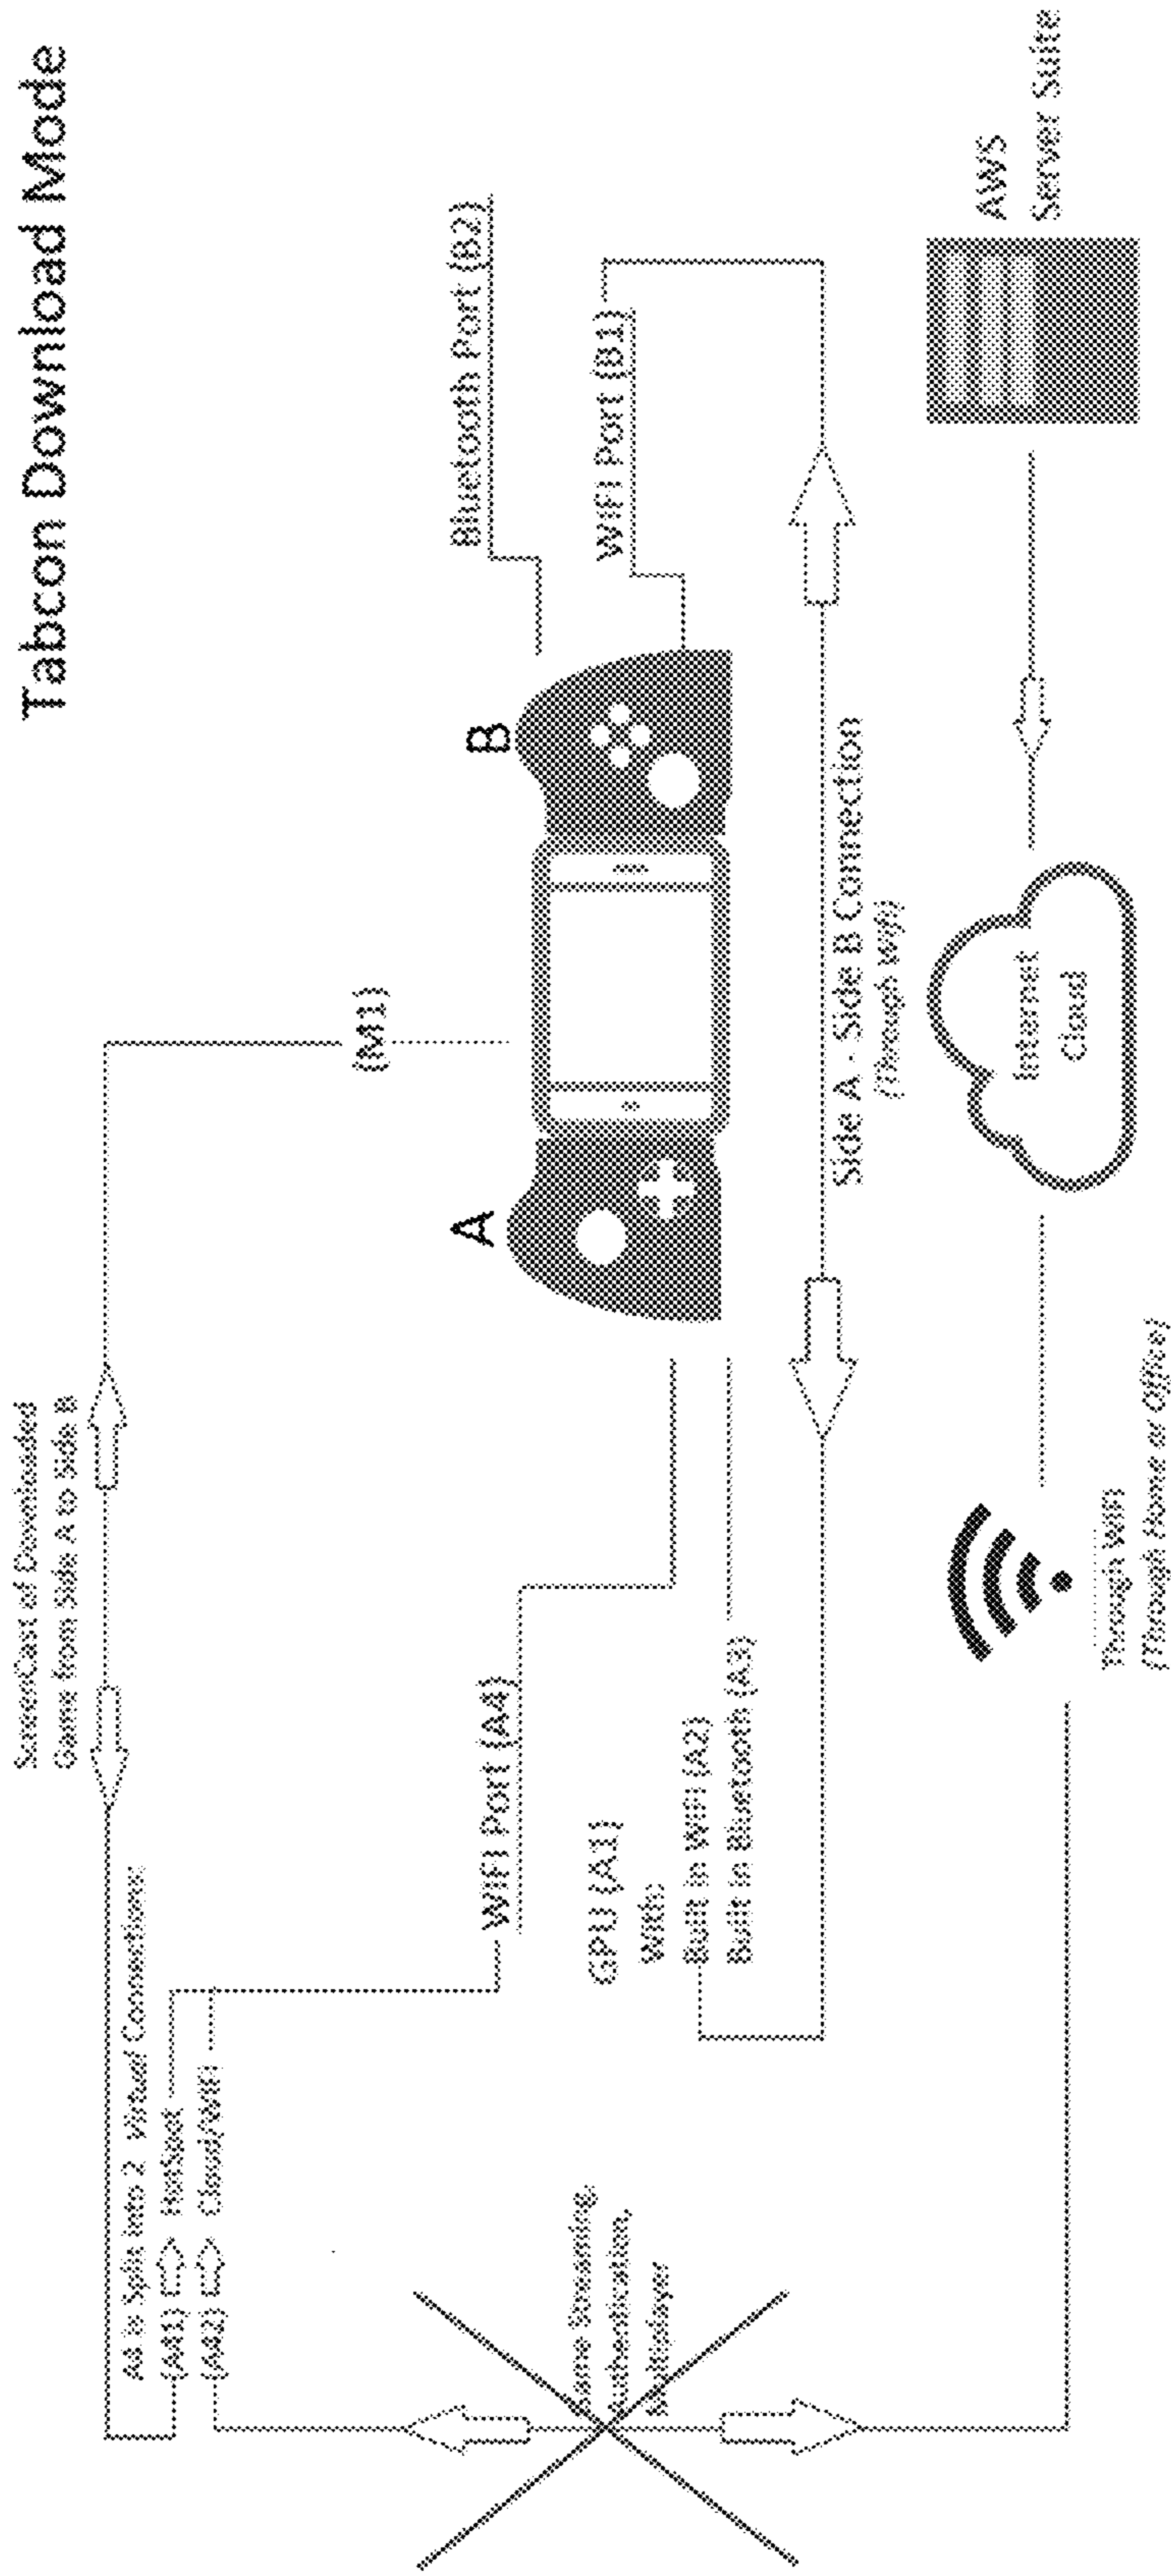 Tabcon Download Mode
ScreenCast of Downloaded
Game from Side A to Side B
A4 is Split into 2 Virtual Connections:
(A41) HotSpot
(A42) Cloud/WIFI
(M1)
A
B
Bluetooth Port (B2)
WIFI Port (A4)
WIFI Port (B1)
GPU (A1)
With:
Built in WIFI (A2)
Built in Bluetooth (A3)
Game Streaming,
Authentication,
Multiplayer
Side A - Side B Connection
(Through Wifi)
Through WIFI
(Through Home or Office)
Internet
Cloud
AWS
Server Suite